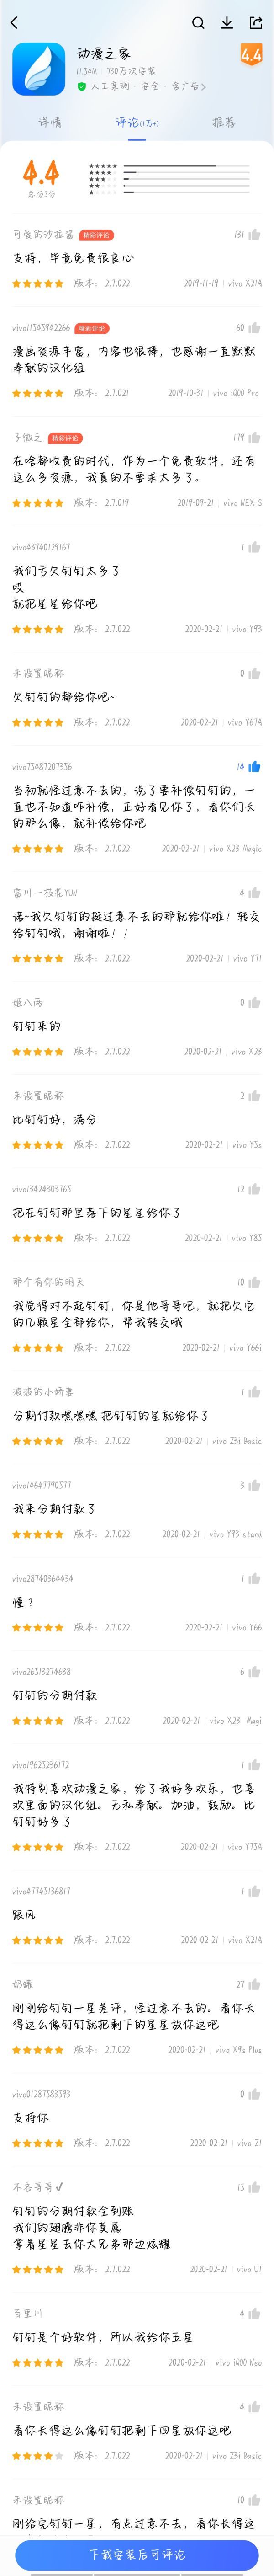 动漫之家
11.54M · 730万次安装
人工亲测 · 安全 · 含广告>
4.4
详情
评论(1万+)
推荐
4.4
总分5分
可爱的沙拉酱 精彩评论 131
支持，毕竟免费很良心
版本： 2.7.022 2019-11-19 | vivo X21A
vivo11343942266 精彩评论 60
漫画资源丰富，内容也很棒，也感谢一直默默
奉献的汉化组
版本： 2.7.021 2019-10-31 | vivo iQOO Pro
子微之 精彩评论 179
在啥都收费的时代，作为一个免费软件，还有
这么多资源，我真的不要求太多了。
版本： 2.7.019 2019-09-21 | vivo NEX S
vivo43740129167 1
我们亏欠钉钉太多了
哎
就把星星给你吧
版本： 2.7.022 2020-02-21 | vivo Y93
未设置昵称 0
欠钉钉的都给你吧~
版本： 2.7.022 2020-02-21 | vivo Y67A
vivo73487207356 14
当初就怪过意不去的，说了要补偿钉钉的，一
直也不知道咋补偿，正好看见你了，看你们长
的那么像，就补偿给你吧
版本： 2.7.022 2020-02-21 | vivo X23 Magic
富川一枝花YUN 4
诺~我欠钉钉的挺过意不去的那就给你啦！转交
给钉钉哦，谢谢啦！！
版本： 2.7.022 2020-02-21 | vivo Y71
0
钉钉来的
版本： 2.7.022 2020-02-21 | vivo X23
未设置昵称 2
比钉钉好，满分
版本： 2.7.022 2020-02-21 | vivo Y5s
vivo13424303765 12
把在钉钉那里落下的星星给你了
版本： 2.7.022 2020-02-21 | vivo Y85
那个有你的明天 10
我觉得对不起钉钉，你是他哥哥吧，就把欠它
的几颗星全部给你，帮我转交哦
版本： 2.7.022 2020-02-21 | vivo Y66i
波波的小娇妻 1
分期付款嘿嘿嘿 把钉钉的星就给你了
版本： 2.7.022 2020-02-21 | vivo Z3i Basic
vivo16467790577 3
我来分期付款了
版本： 2.7.022 2020-02-21 | vivo Y93 stand
vivo28740364434 1
懂？
版本： 2.7.022 2020-02-21 | vivo Y66
vivo26513274638 6
钉钉的分期付款
版本： 2.7.022 2020-02-21 | vivo X23 Magi
vivo19625236172 1
我特别喜欢动漫之家，给了我好多欢乐，也喜
欢里面的汉化组。无私奉献。加油，鼓励。比
钉钉好多了
版本： 2.7.022 2020-02-21 | vivo Y73A
vivo47745136817 1
跟风
版本： 2.7.022 2020-02-21 | vivo X21A
奶罐 27
刚刚给钉钉一星差评，怪过意不去的。看你长
得这么像钉钉就把剩下的星星放你这吧
版本： 2.7.022 2020-02-21 | vivo X9s Plus
vivo01287583593 0
支持你
版本： 2.7.022 2020-02-21 | vivo Z1
不吝哥哥✓ 15
钉钉的分期付款全到账
我们的翅膀非你莫属
拿着星星去你大兄弟那边炫耀
版本： 2.7.022 2020-02-21 | vivo U1
百里川 4
钉钉是个好软件，所以我给你五星
版本： 2.7.022 2020-02-21 | vivo iQOO Neo
未设置昵称 4
看你长得这么像钉钉把剩下四星放你这吧
版本： 2.7.022 2020-02-21 | vivo Z3i Basic
未设置昵称 10
刚给完钉钉一星，有点过意不去，看你长得这
下载安装后可评论